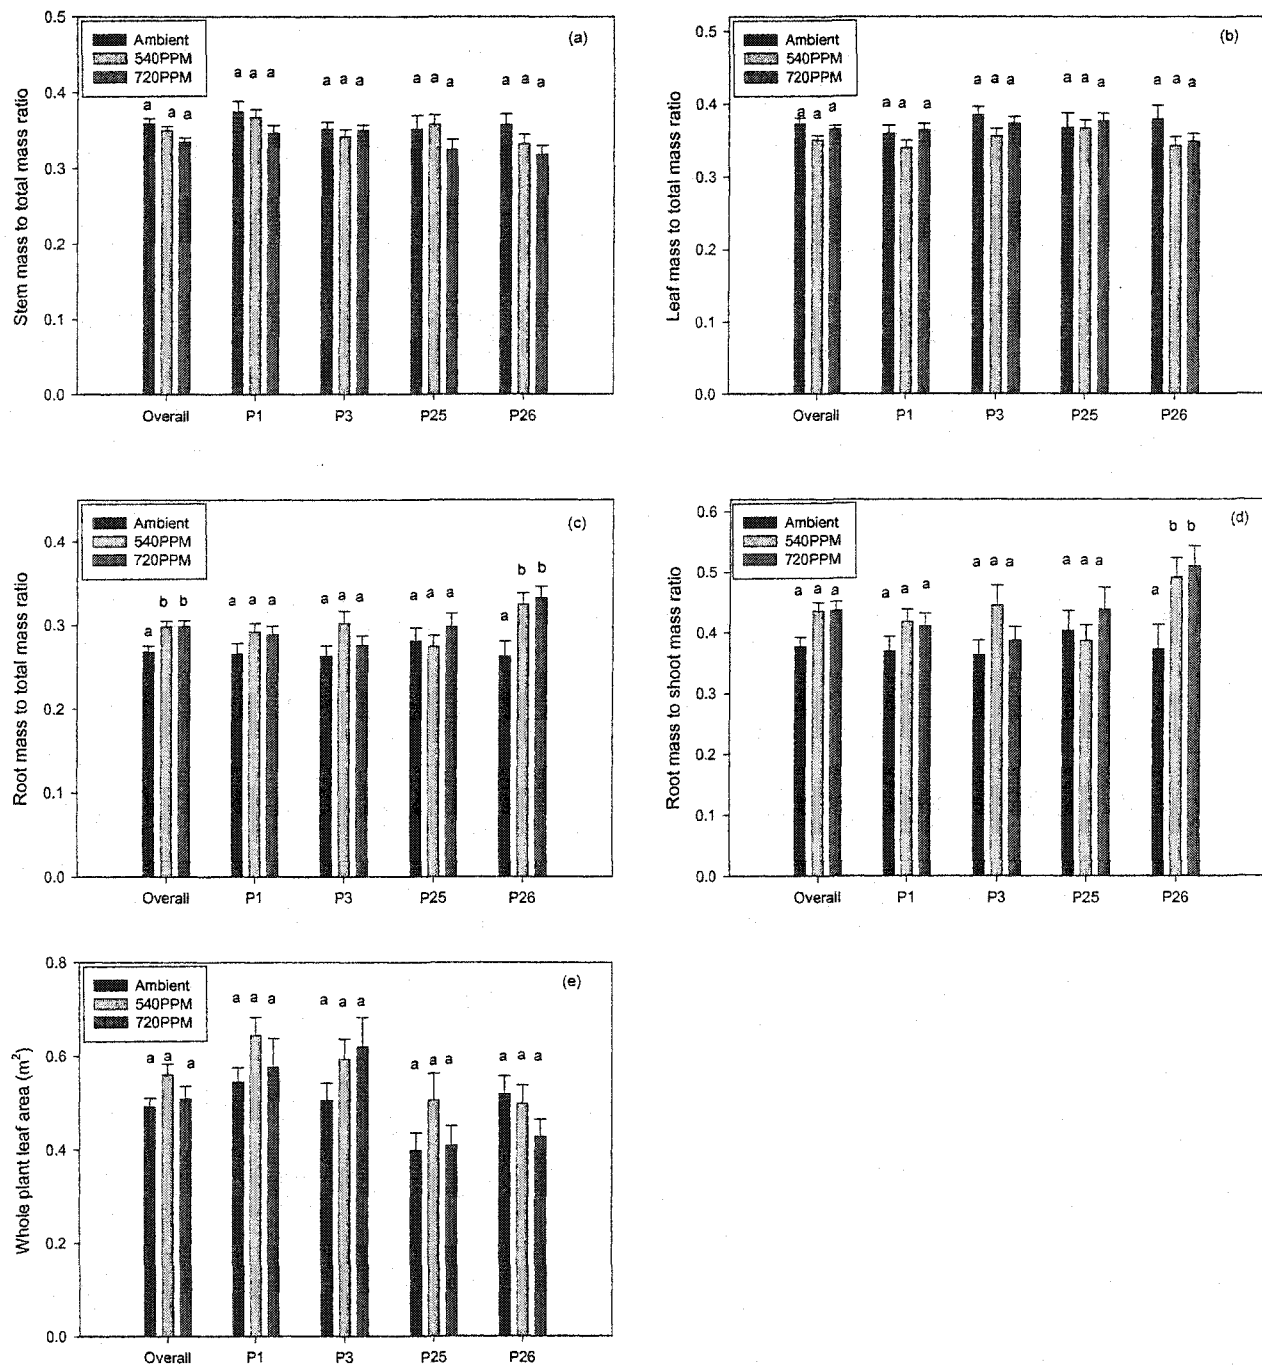 Stem mass to total mass ratio
0.5
0.4
0.3
0.2
0.1
0.0
Ambient
540PPM
720PPM
(a)
a a a
a a a
a a a
a a a
a a a
Overall P1 P3 P25 P26
Leaf mass to total mass ratio
0.5
0.4
0.3
0.2
0.1
0.0
Ambient
540PPM
720PPM
(b)
a a a
a a a
a a a
a a a
a a a
Overall P1 P3 P25 P26
Root mass to total mass ratio
0.4
0.3
0.2
0.1
0.0
Ambient
540PPM
720PPM
(c)
a b b
a a a
a a a
a a a
a b b
Overall P1 P3 P25 P26
Root mass to shoot mass ratio
0.6
0.5
0.4
0.3
0.2
0.1
0.0
Ambient
540PPM
720PPM
(d)
a a a
a a a
a a a
a a a
a b b
Overall P1 P3 P25 P26
Whole plant leaf area (m²)
0.8
0.6
0.4
0.2
0.0
Ambient
540PPM
720PPM
(e)
a a a
a a a
a a a
a a a
a a a
Overall P1 P3 P25 P26